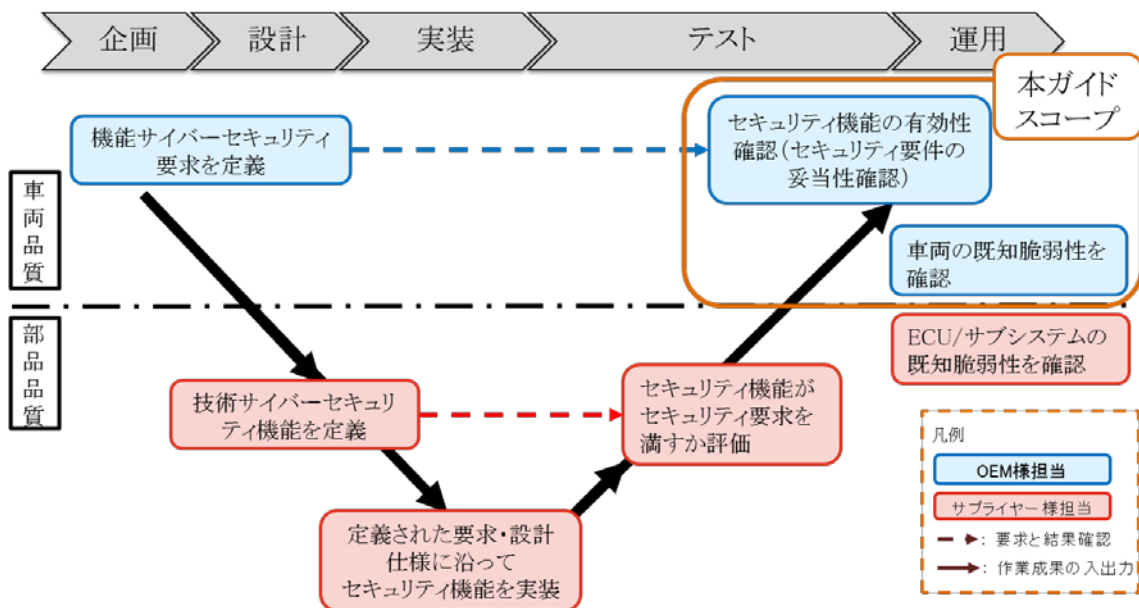 企画
設計
実装
テスト
運用
本ガイド
スコープ
機能サイバーセキュリティ
要求を定義
セキュリティ機能の有効性
確認(セキュリティ要件の
妥当性確認)
車両品質
車両の既知脆弱性を
確認
部品品質
ECU/サブシステムの
既知脆弱性を確認
技術サイバーセキュリ
ティ機能を定義
セキュリティ機能が
セキュリティ要求を
満すか評価
定義された要求・設計
仕様に沿って
セキュリティ機能を実装
凡例
OEM様担当
サプライヤー様担当
: 要求と結果確認
: 作業成果の入出力